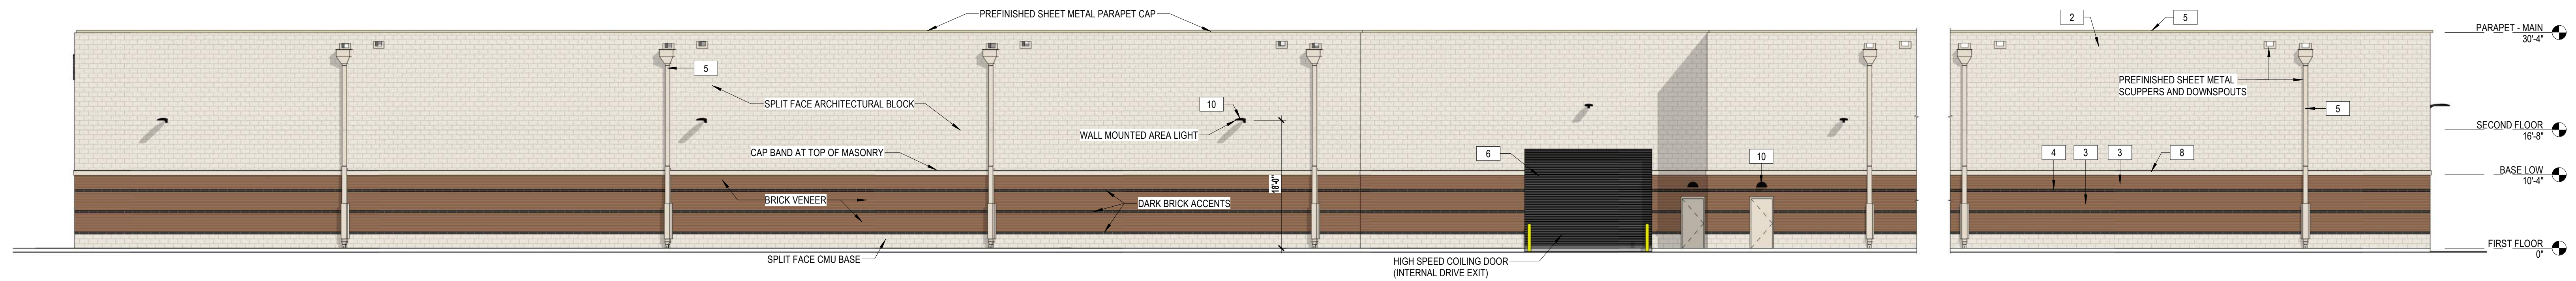 PREFINISHED SHEET METAL PARAPET CAP
2
5
PARAPET - MAIN
30'-4"
5
PREFINISHED SHEET METAL
SCUPPERS AND DOWNSPOUTS
SPLIT FACE ARCHITECTURAL BLOCK
10
5
WALL MOUNTED AREA LIGHT
SECOND FLOOR
16'-8"
CAP BAND AT TOP OF MASONRY
6
10
4
3
3
8
BASE LOW
10'-4"
18'-0"
BRICK VENEER
DARK BRICK ACCENTS
FIRST FLOOR
0"
SPLIT FACE CMU BASE
HIGH SPEED COILING DOOR
(INTERNAL DRIVE EXIT)